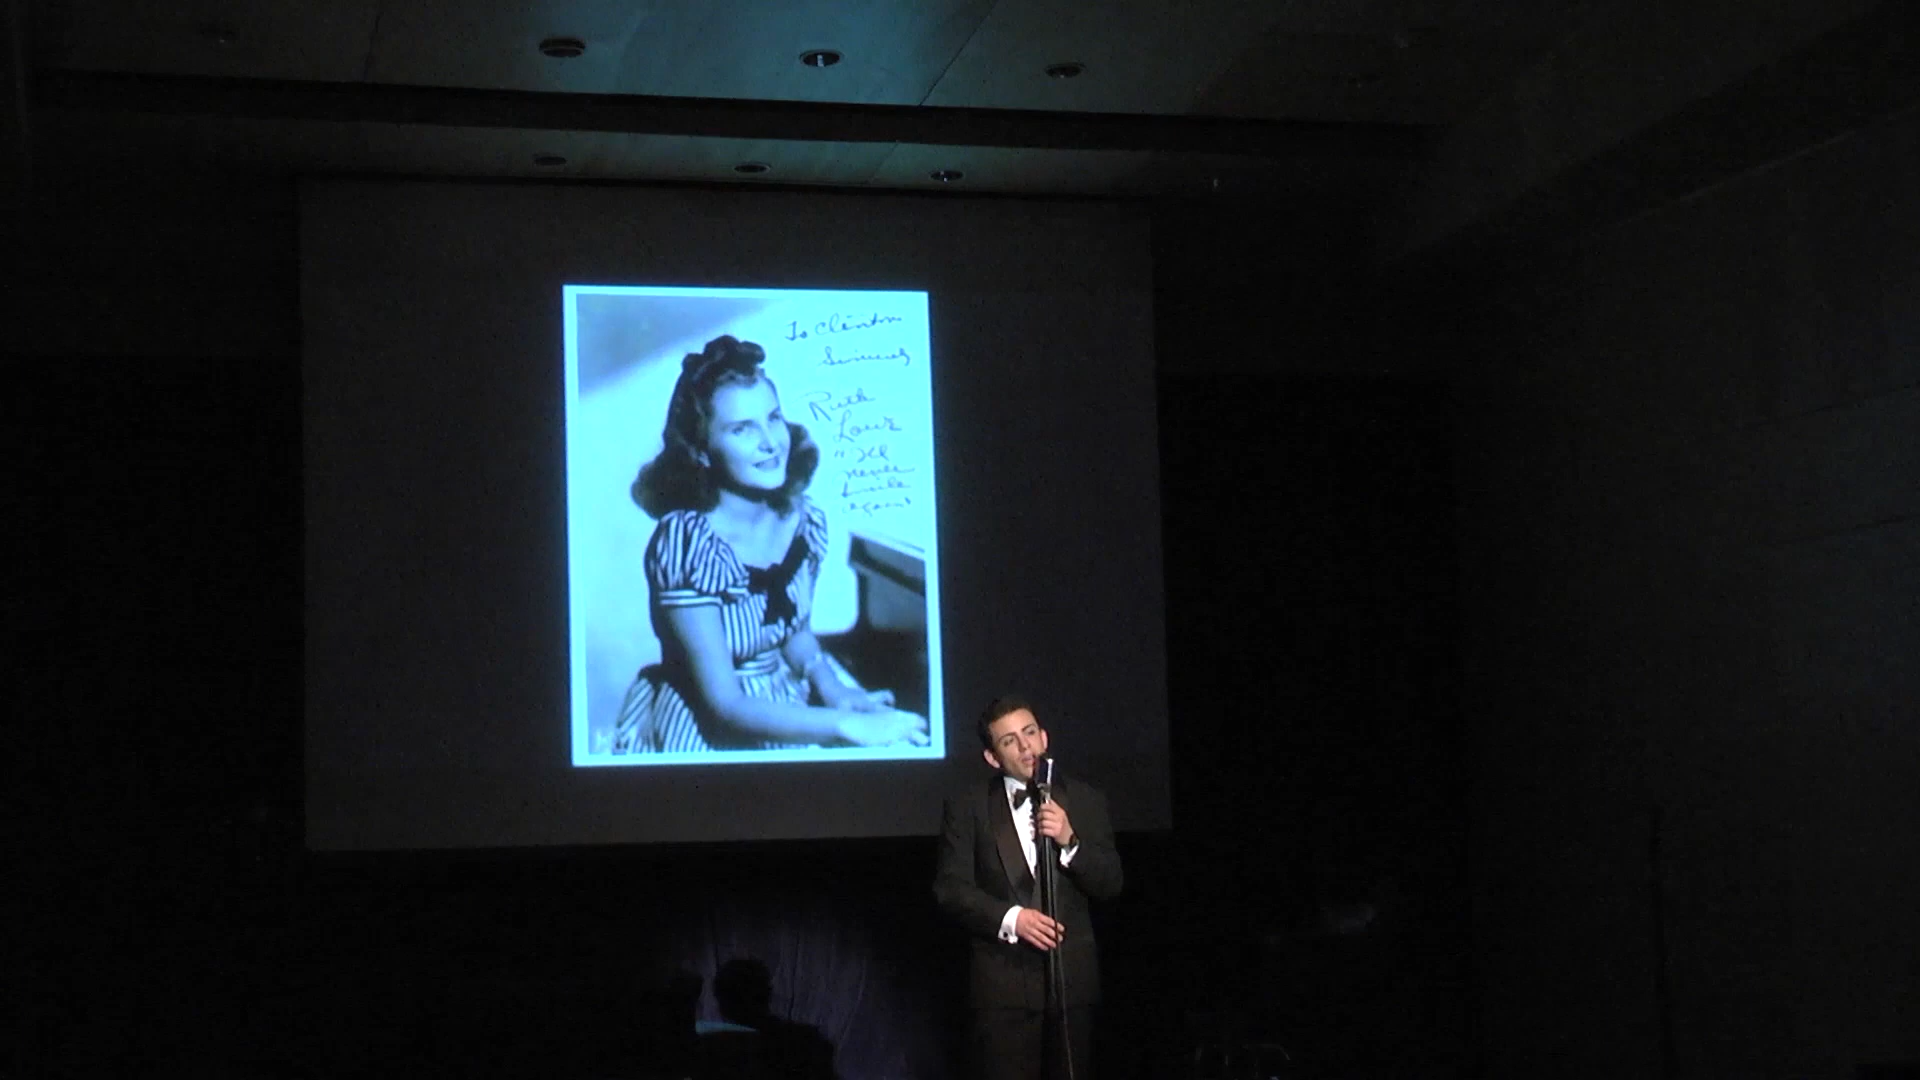 To Clinton
Sincerely
Ruth
Lowe
"I'll
never
smile
again"